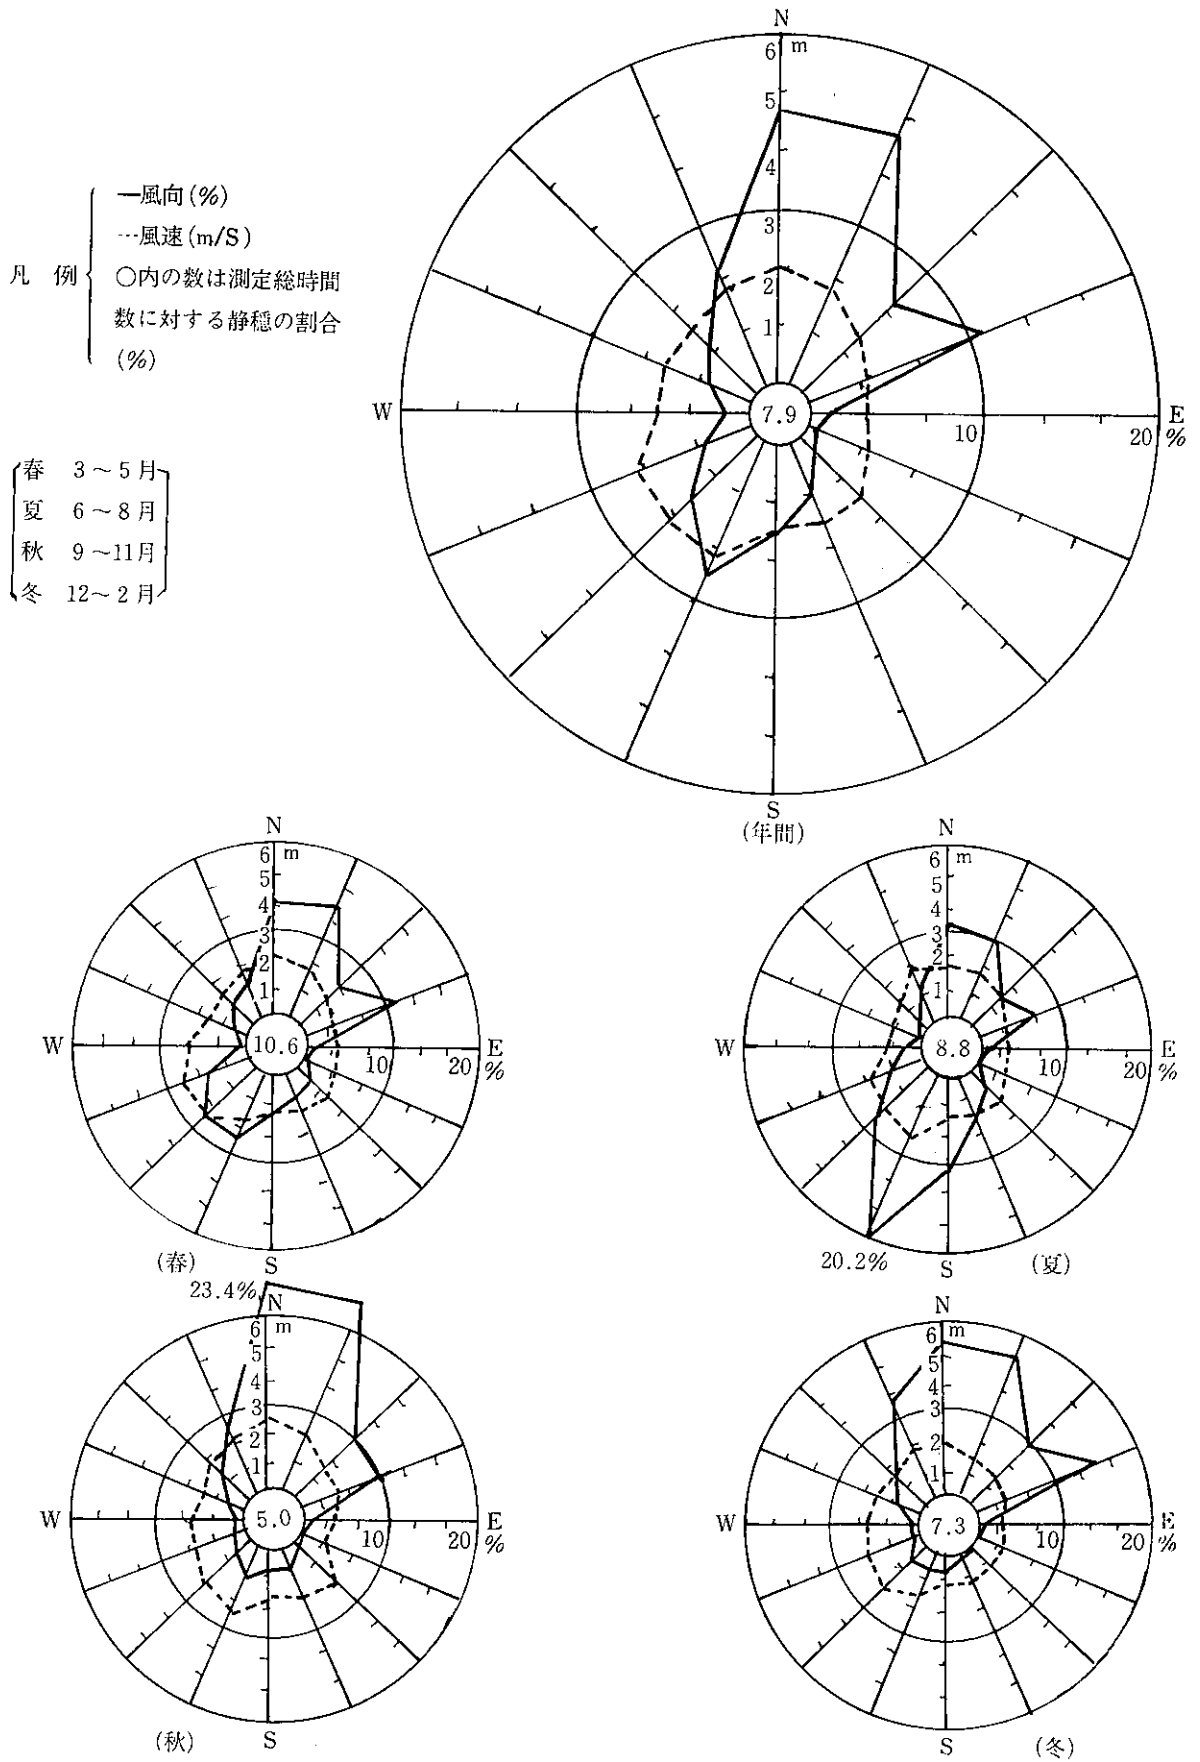 凡 例
—風向(%)
---風速(m/S)
○内の数は測定総時間
数に対する静穏の割合
(%)
春 3～5月
夏 6～8月
秋 9～11月
冬 12～2月
N
6 m
5
4
3
2
1
W
7.9
10
20
E
%
S
(年間)
N
6 m
5
4
3
2
1
W
10.6
10
20
E
%
S
(春)
N
6 m
5
4
3
2
1
W
8.8
10
20
E
%
20.2%
S
(夏)
23.4%
N
6 m
5
4
3
2
1
W
5.0
10
20
E
%
S
(秋)
N
6 m
5
4
3
2
1
W
7.3
10
20
E
%
S
(冬)